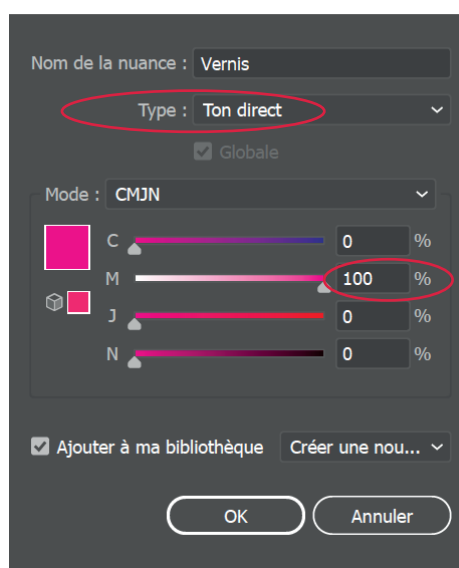 Nom de la nuance : Vernis
Type : Ton direct
Globale
Mode : CMJN
C 0 %
M 100 %
J 0 %
N 0 %
Ajouter à ma bibliothèque Créer une nou...
OK Annuler